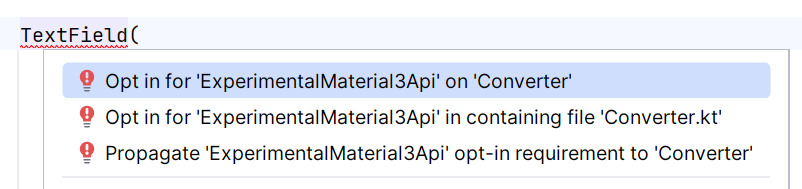 TextField(
Opt in for 'ExperimentalMaterial3Api' on 'Converter'
Opt in for 'ExperimentalMaterial3Api' in containing file 'Converter.kt'
Propagate 'ExperimentalMaterial3Api' opt-in requirement to 'Converter'